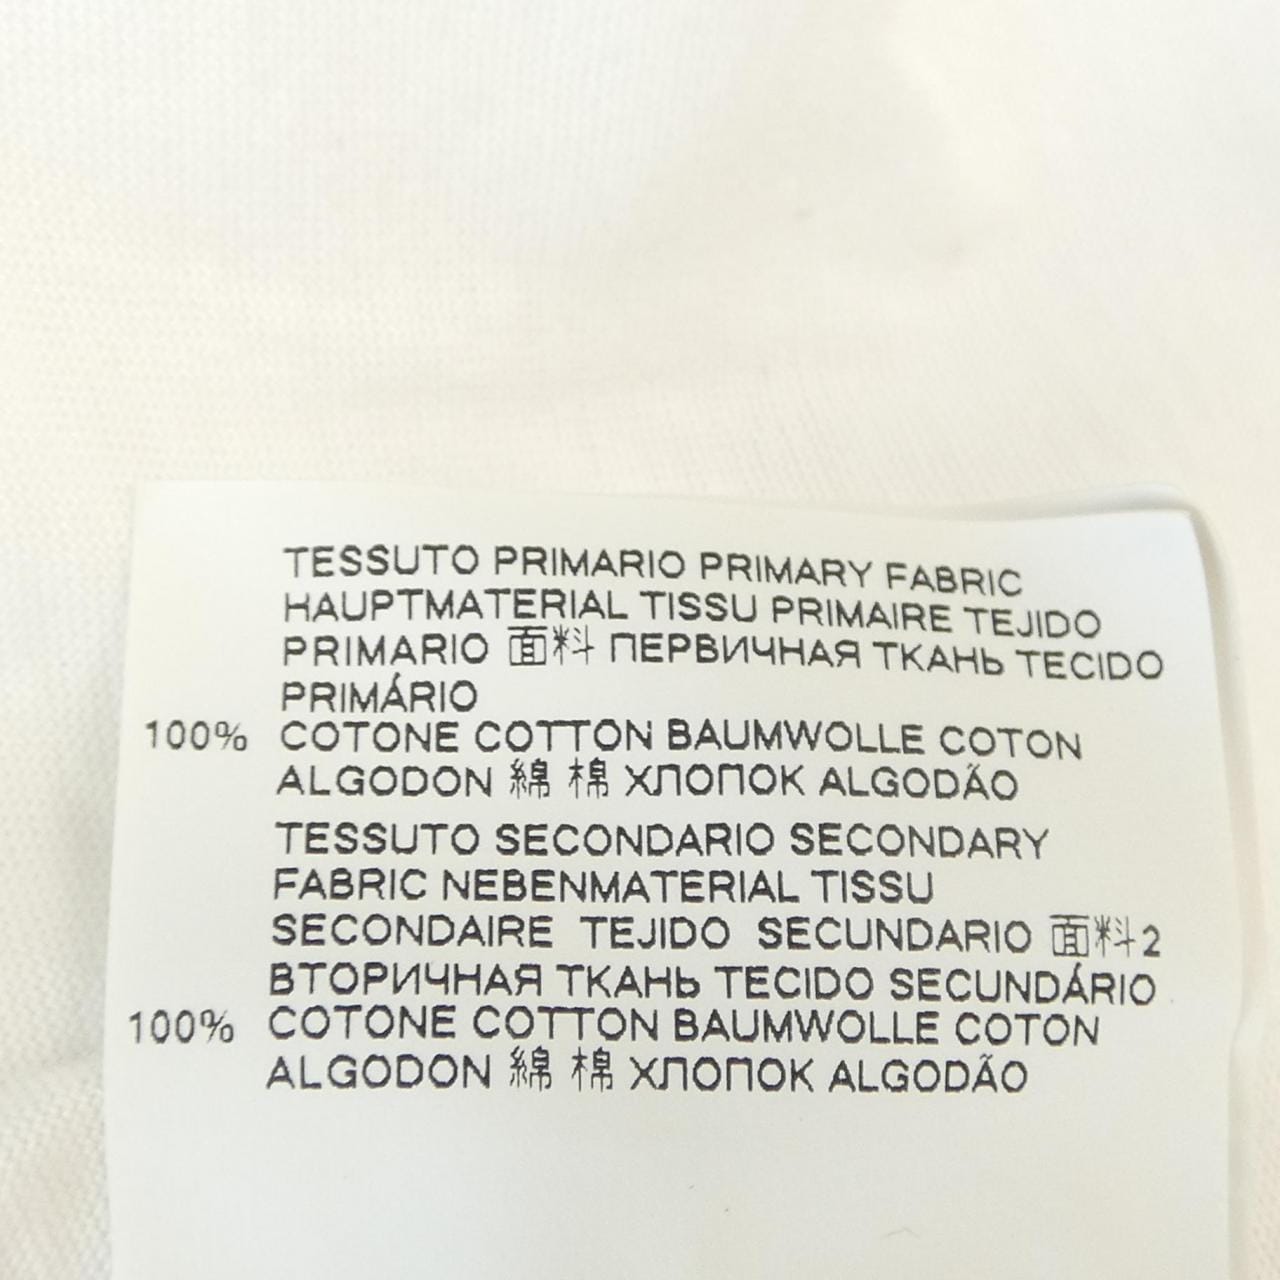 TESSUTO PRIMARIO PRIMARY FABRIC
HAUPTMATERIAL TISSU PRIMAIRE TEJIDO
PRIMARIO 面料 ПЕРВИЧНАЯ ТКАНЬ TECIDO
PRIMÁRIO
100% COTONE COTTON BAUMWOLLE COTON
ALGODON 綿 棉 ХЛОПОК ALGODÃO
TESSUTO SECONDARIO SECONDARY
FABRIC NEBENMATERIAL TISSU
SECONDAIRE TEJIDO SECUNDARIO 面料2
ВТОРИЧНАЯ ТКАНЬ TECIDO SECUNDÁRIO
100% COTONE COTTON BAUMWOLLE COTON
ALGODON 綿 棉 ХЛОПОК ALGODÃO